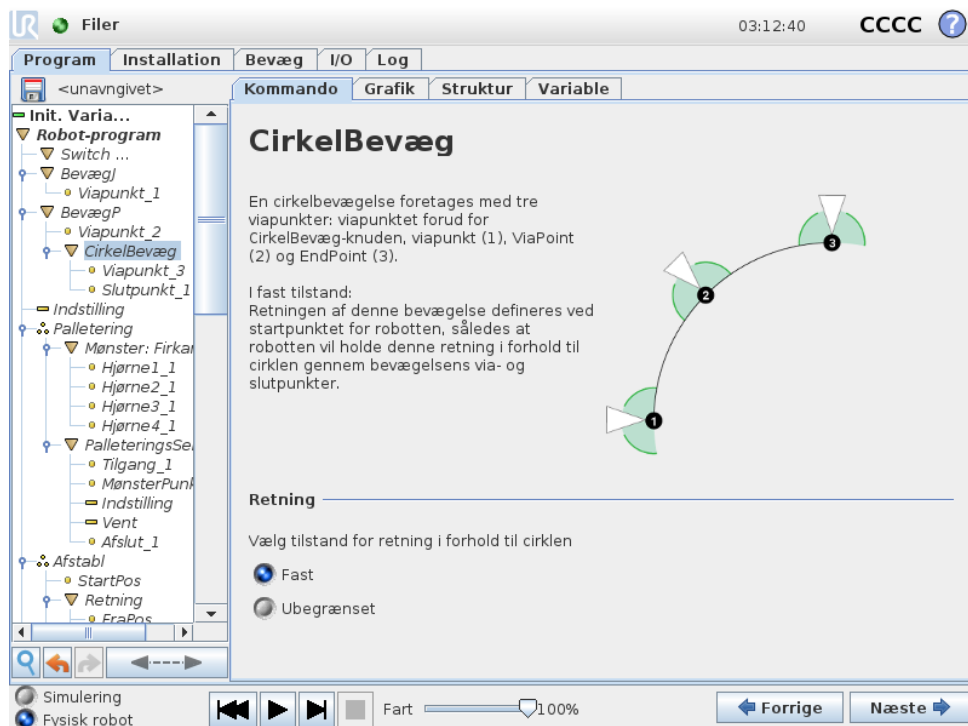 UR Filer 03:12:40 CCCC ?
Program Installation Bevæg I/O Log
<unavngivet> Kommando Grafik Struktur Variable
Init. Varia...
Robot-program
Switch ...
BevægJ
Viapunkt_1
BevægP
Viapunkt_2
CirkelBevæg
Viapunkt_3
Slutpunkt_1
Indstilling
Palletering
Mønster: Firkan
Hjørne1_1
Hjørne2_1
Hjørne3_1
Hjørne4_1
PalleteringsSe
Tilgang_1
MønsterPunk
Indstilling
Vent
Afslut_1
Afstabl
StartPos
Retning
FraPos
CirkelBevæg
En cirkelbevægelse foretages med tre
viapunkter: viapunktet forud for
CirkelBevæg-knuden, viapunkt (1), ViaPoint
(2) og EndPoint (3).
I fast tilstand:
Retningen af denne bevægelse defineres ved
startpunktet for robotten, således at
robotten vil holde denne retning i forhold til
cirklen gennem bevægelsens via- og
slutpunkter.
3
2
1
Retning
Vælg tilstand for retning i forhold til cirklen
Fast
Ubegrænset
Simulering
Fysisk robot
Fart 100%
Forrige Næste